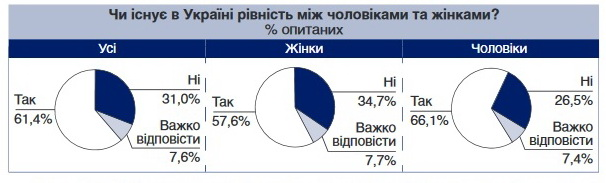 Чи існує в Україні рівність між чоловіками та жінками?
% опитаних
Усі
Так
61,4%
Ні
31,0%
Важко
відповісти
7,6%
Жінки
Так
57,6%
Ні
34,7%
Важко
відповісти
7,7%
Чоловіки
Так
66,1%
Ні
26,5%
Важко
відповісти
7,4%